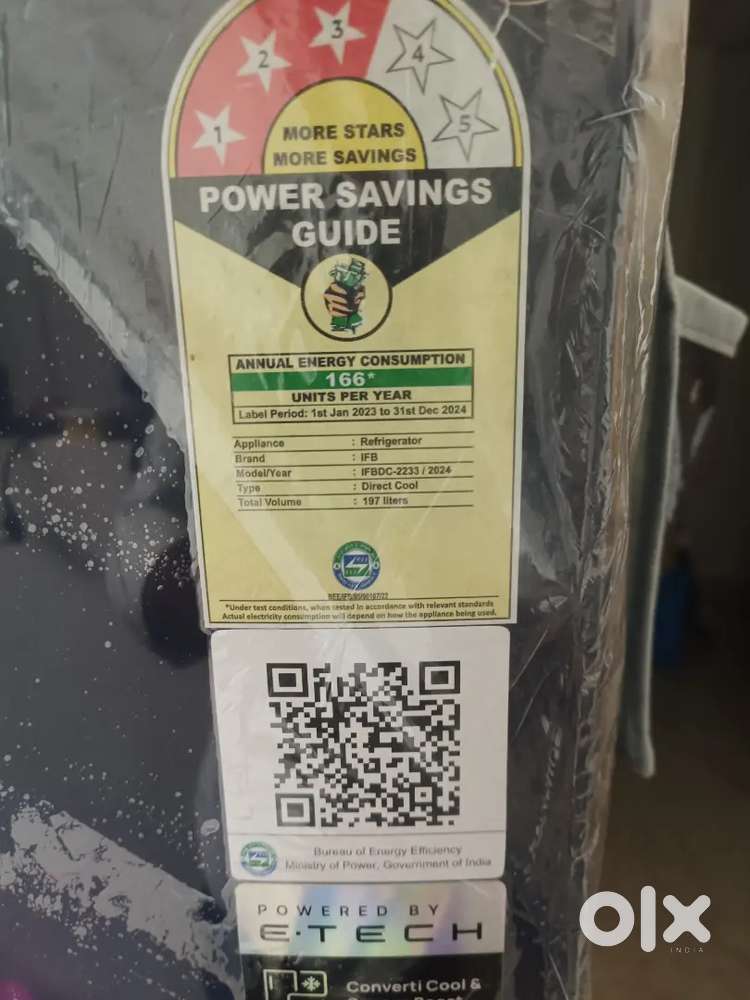 1 2 3 4 5
MORE STARS
MORE SAVINGS
POWER SAVINGS
GUIDE
ANNUAL ENERGY CONSUMPTION
166*
UNITS PER YEAR
Label Period: 1st Jan 2023 to 31st Dec 2024
Appliance : Refrigerator
Brand : IFB
Model/Year : IFBDC-2233 / 2024
Type : Direct Cool
Total Volume : 197 liters
*Under test conditions, when tested in accordance with relevant standards
Actual electricity consumption will depend on how the appliance being used.
Bureau of Energy Efficiency
Ministry of Power, Government of India
POWERED BY
E·TECH
Converti Cool &
olx
INDIA